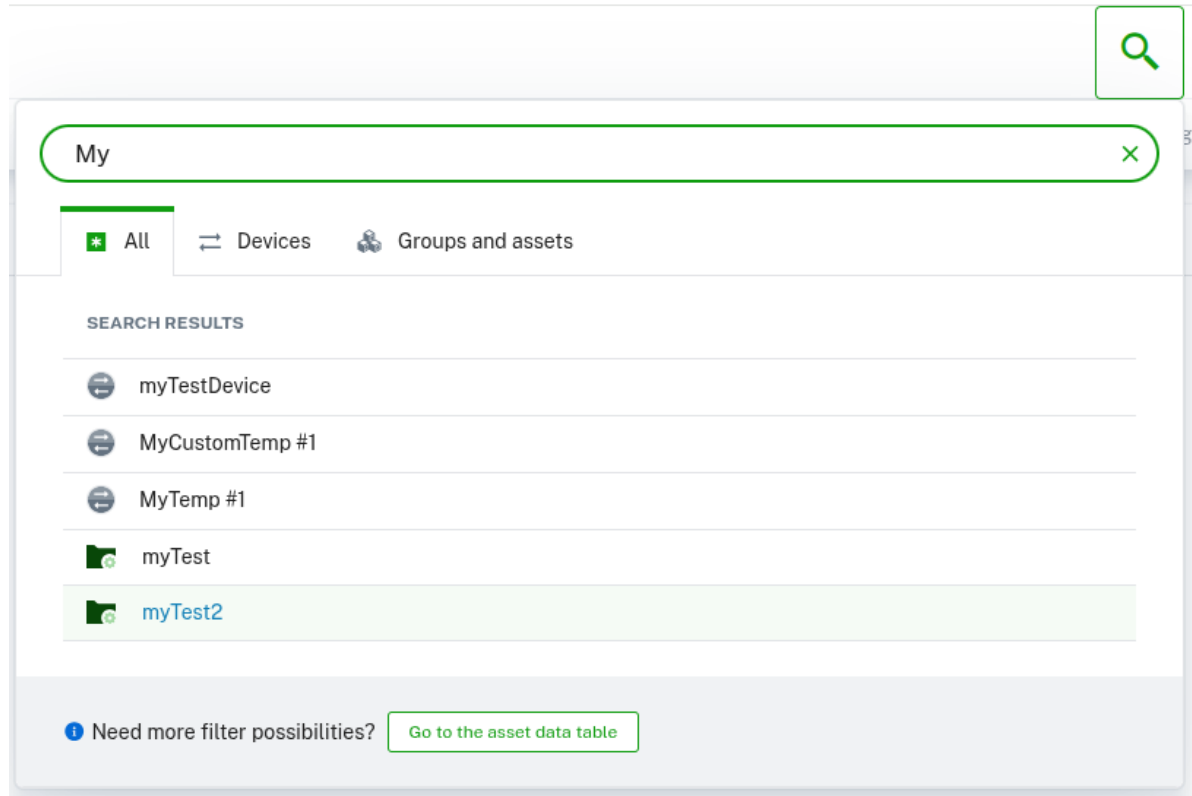 My
All Devices Groups and assets
SEARCH RESULTS
myTestDevice
MyCustomTemp #1
MyTemp #1
myTest
myTest2
Need more filter possibilities? Go to the asset data table